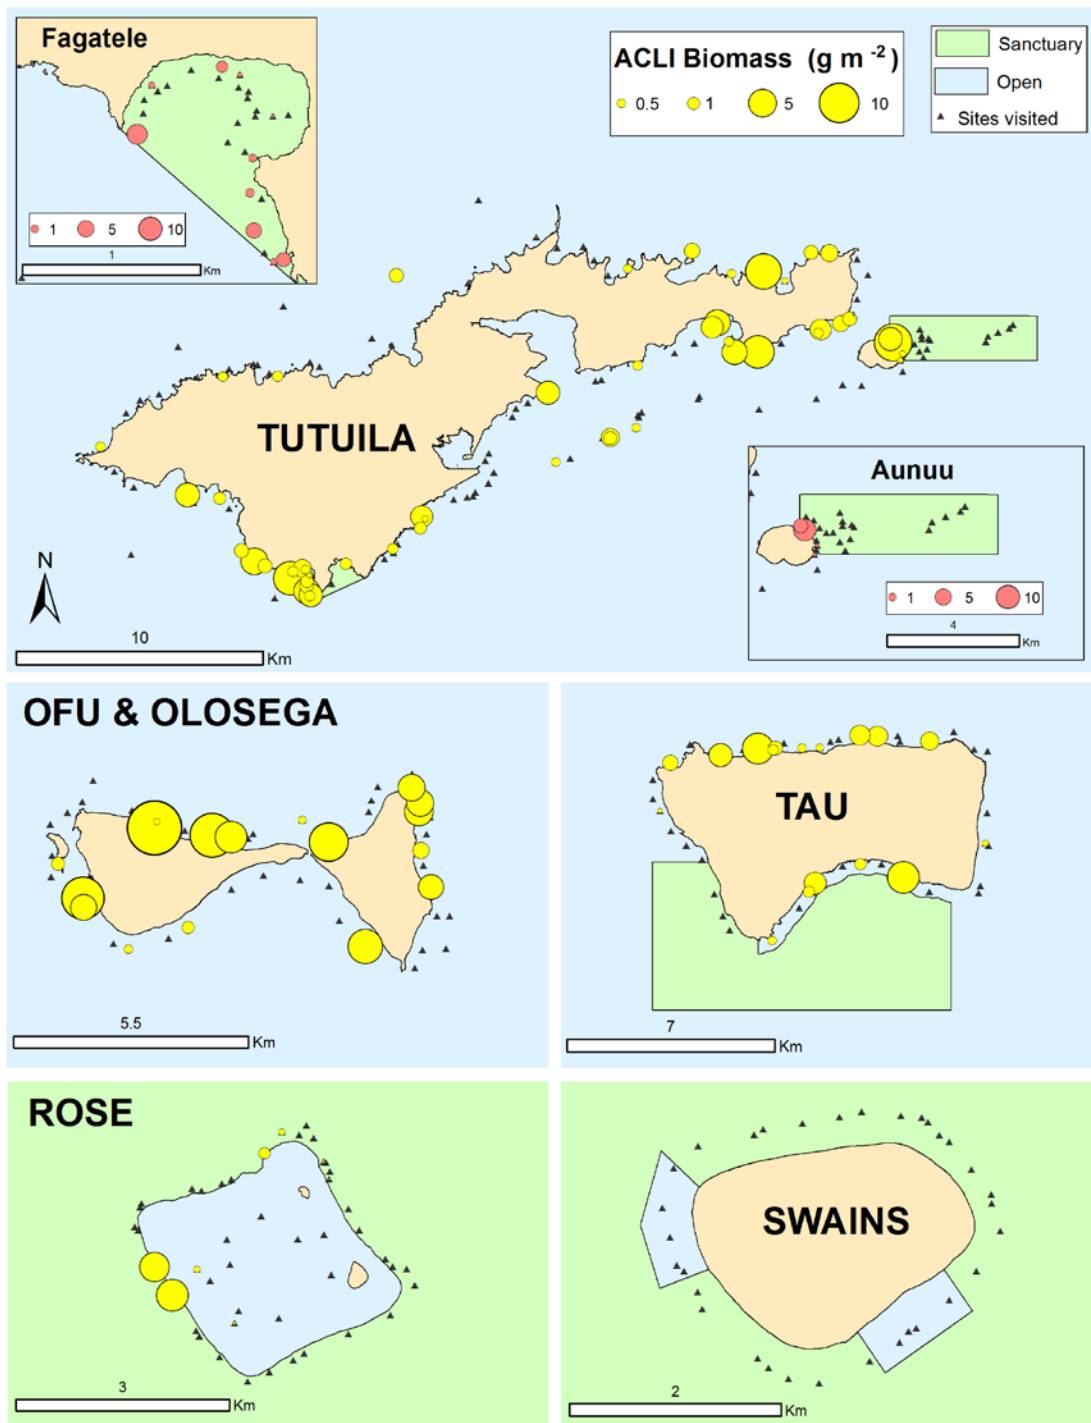 Fagatele
1 5 10
1
Km
ACLI Biomass (g m -2)
0.5 1 5 10
Sanctuary
Open
Sites visited
TUTUILA
N
10
Km
Aunuu
1 5 10
4
Km
OFU & OLOSEGA
5.5
Km
TAU
7
Km
ROSE
3
Km
SWAINS
2
Km